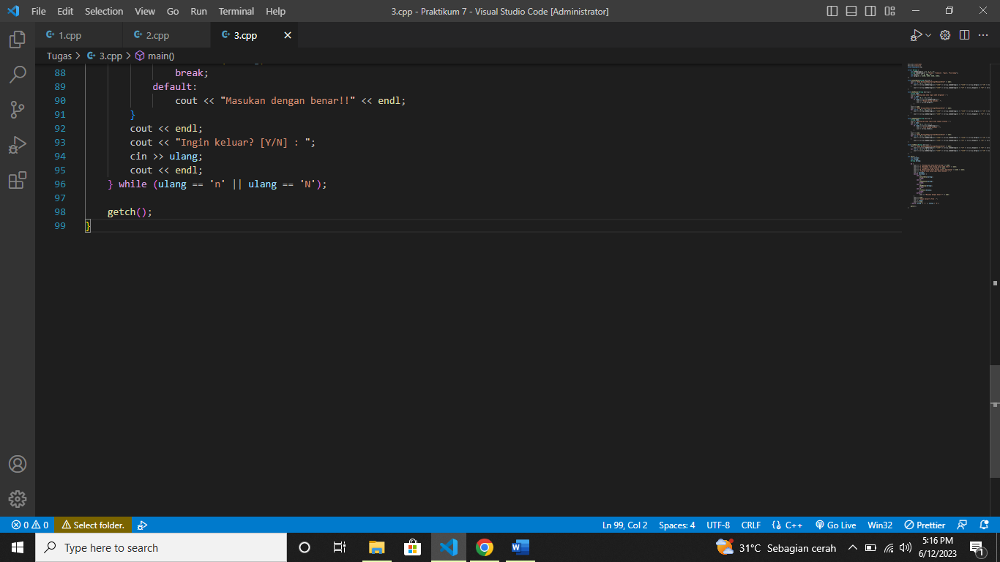 File Edit Selection View Go Run Terminal Help
3.cpp - Praktikum 7 - Visual Studio Code [Administrator]
1.cpp
2.cpp
3.cpp
Tugas > 3.cpp > main()
88 break;
89 default:
90 cout << "Masukan dengan benar!!" << endl;
91 }
92 cout << endl;
93 cout << "Ingin keluar? [Y/N] : ";
94 cin >> ulang;
95 cout << endl;
96 } while (ulang == 'n' || ulang == 'N');
97
98 getch();
99 }
0 0 Select folder.
Ln 99, Col 2 Spaces: 4 UTF-8 CRLF {} C++ Go Live Win32 Prettier
Type here to search
31°C Sebagian cerah
5:16 PM
6/12/2023
1